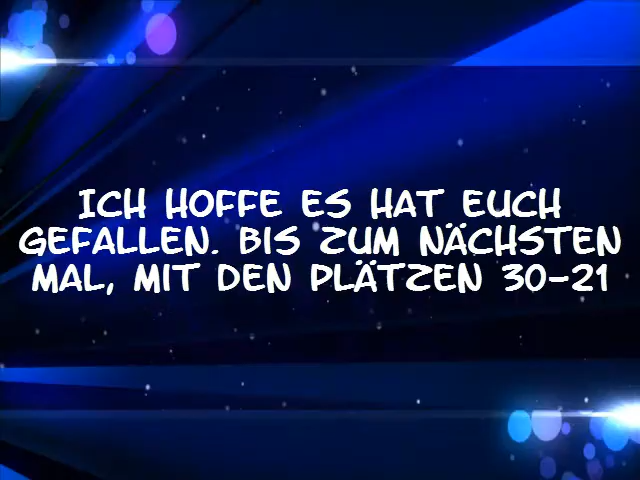 ICH HOFFE ES HAT EUCH
GEFALLEN. BIS ZUM NÄCHSTEN
MAL, MIT DEN PLÄTZEN 30-21